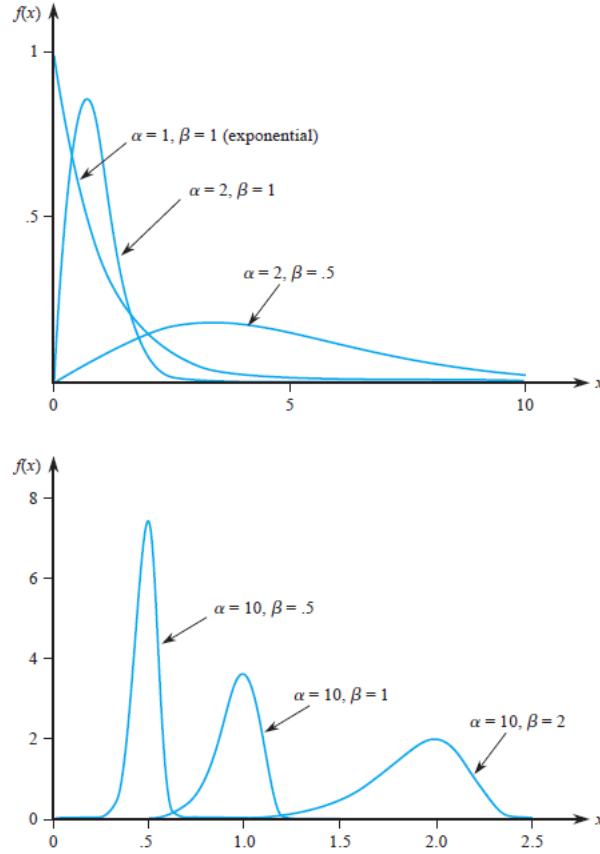 f(x)
1
α = 1, β = 1 (exponential)
α = 2, β = 1
.5
α = 2, β = .5
0
5
10
x
f(x)
8
6
α = 10, β = .5
4
α = 10, β = 1
α = 10, β = 2
2
0
x
0
.5
1.0
1.5
2.0
2.5